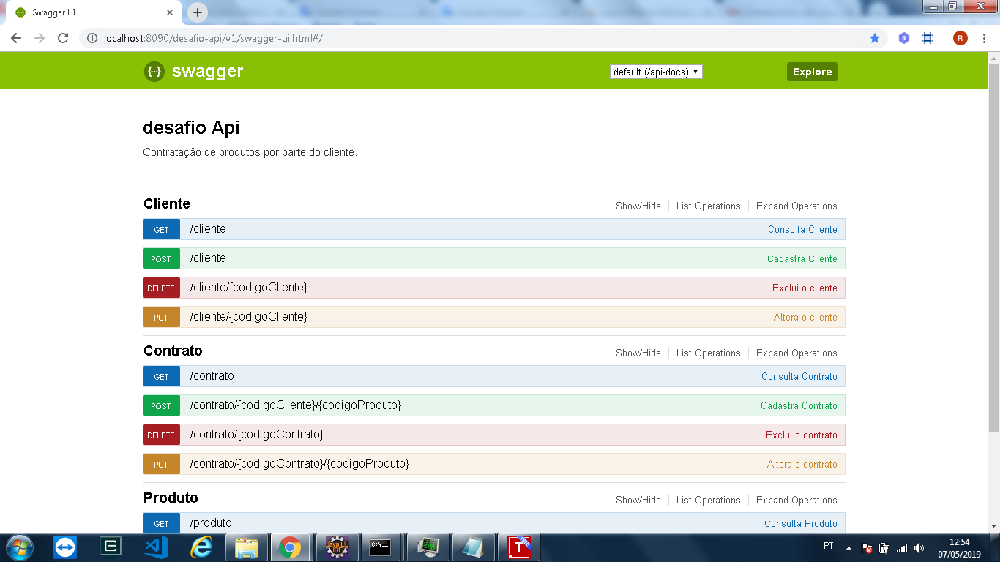 Swagger UI
localhost:8090/desafio-api/v1/swagger-ui.html#/
R
R
{··} swagger
default (/api-docs)
Explore
desafio Api
Contratação de produtos por parte do cliente.
Cliente
Show/Hide
List Operations
Expand Operations
GET /cliente Consulta Cliente
POST /cliente Cadastra Cliente
DELETE /cliente/{codigoCliente} Exclui o cliente
PUT /cliente/{codigoCliente} Altera o cliente
Contrato
Show/Hide
List Operations
Expand Operations
GET /contrato Consulta Contrato
POST /contrato/{codigoCliente}/{codigoProduto} Cadastra Contrato
DELETE /contrato/{codigoContrato} Exclui o contrato
PUT /contrato/{codigoContrato}/{codigoProduto} Altera o contrato
Produto
Show/Hide
List Operations
Expand Operations
GET /produto Consulta Produto
Java EE
IDE
C:\_
T
PT
12:54
07/05/2019